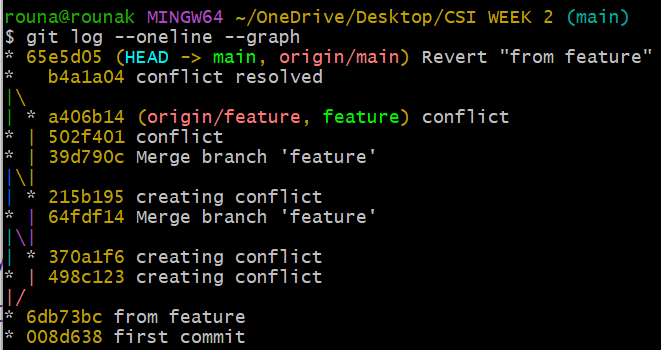 rouna@rounak MINGW64 ~/OneDrive/Desktop/CSI WEEK 2 (main)
$ git log --oneline --graph
* 65e5d05 (HEAD -> main, origin/main) Revert "from feature"
*   b4a1a04 conflict resolved
|\
| * a406b14 (origin/feature, feature) conflict
* | 502f401 conflict
* | 39d790c Merge branch 'feature'
|\|
| * 215b195 creating conflict
* | 64fdf14 Merge branch 'feature'
|\|
| * 370a1f6 creating conflict
* | 498c123 creating conflict
|/
* 6db73bc from feature
* 008d638 first commit